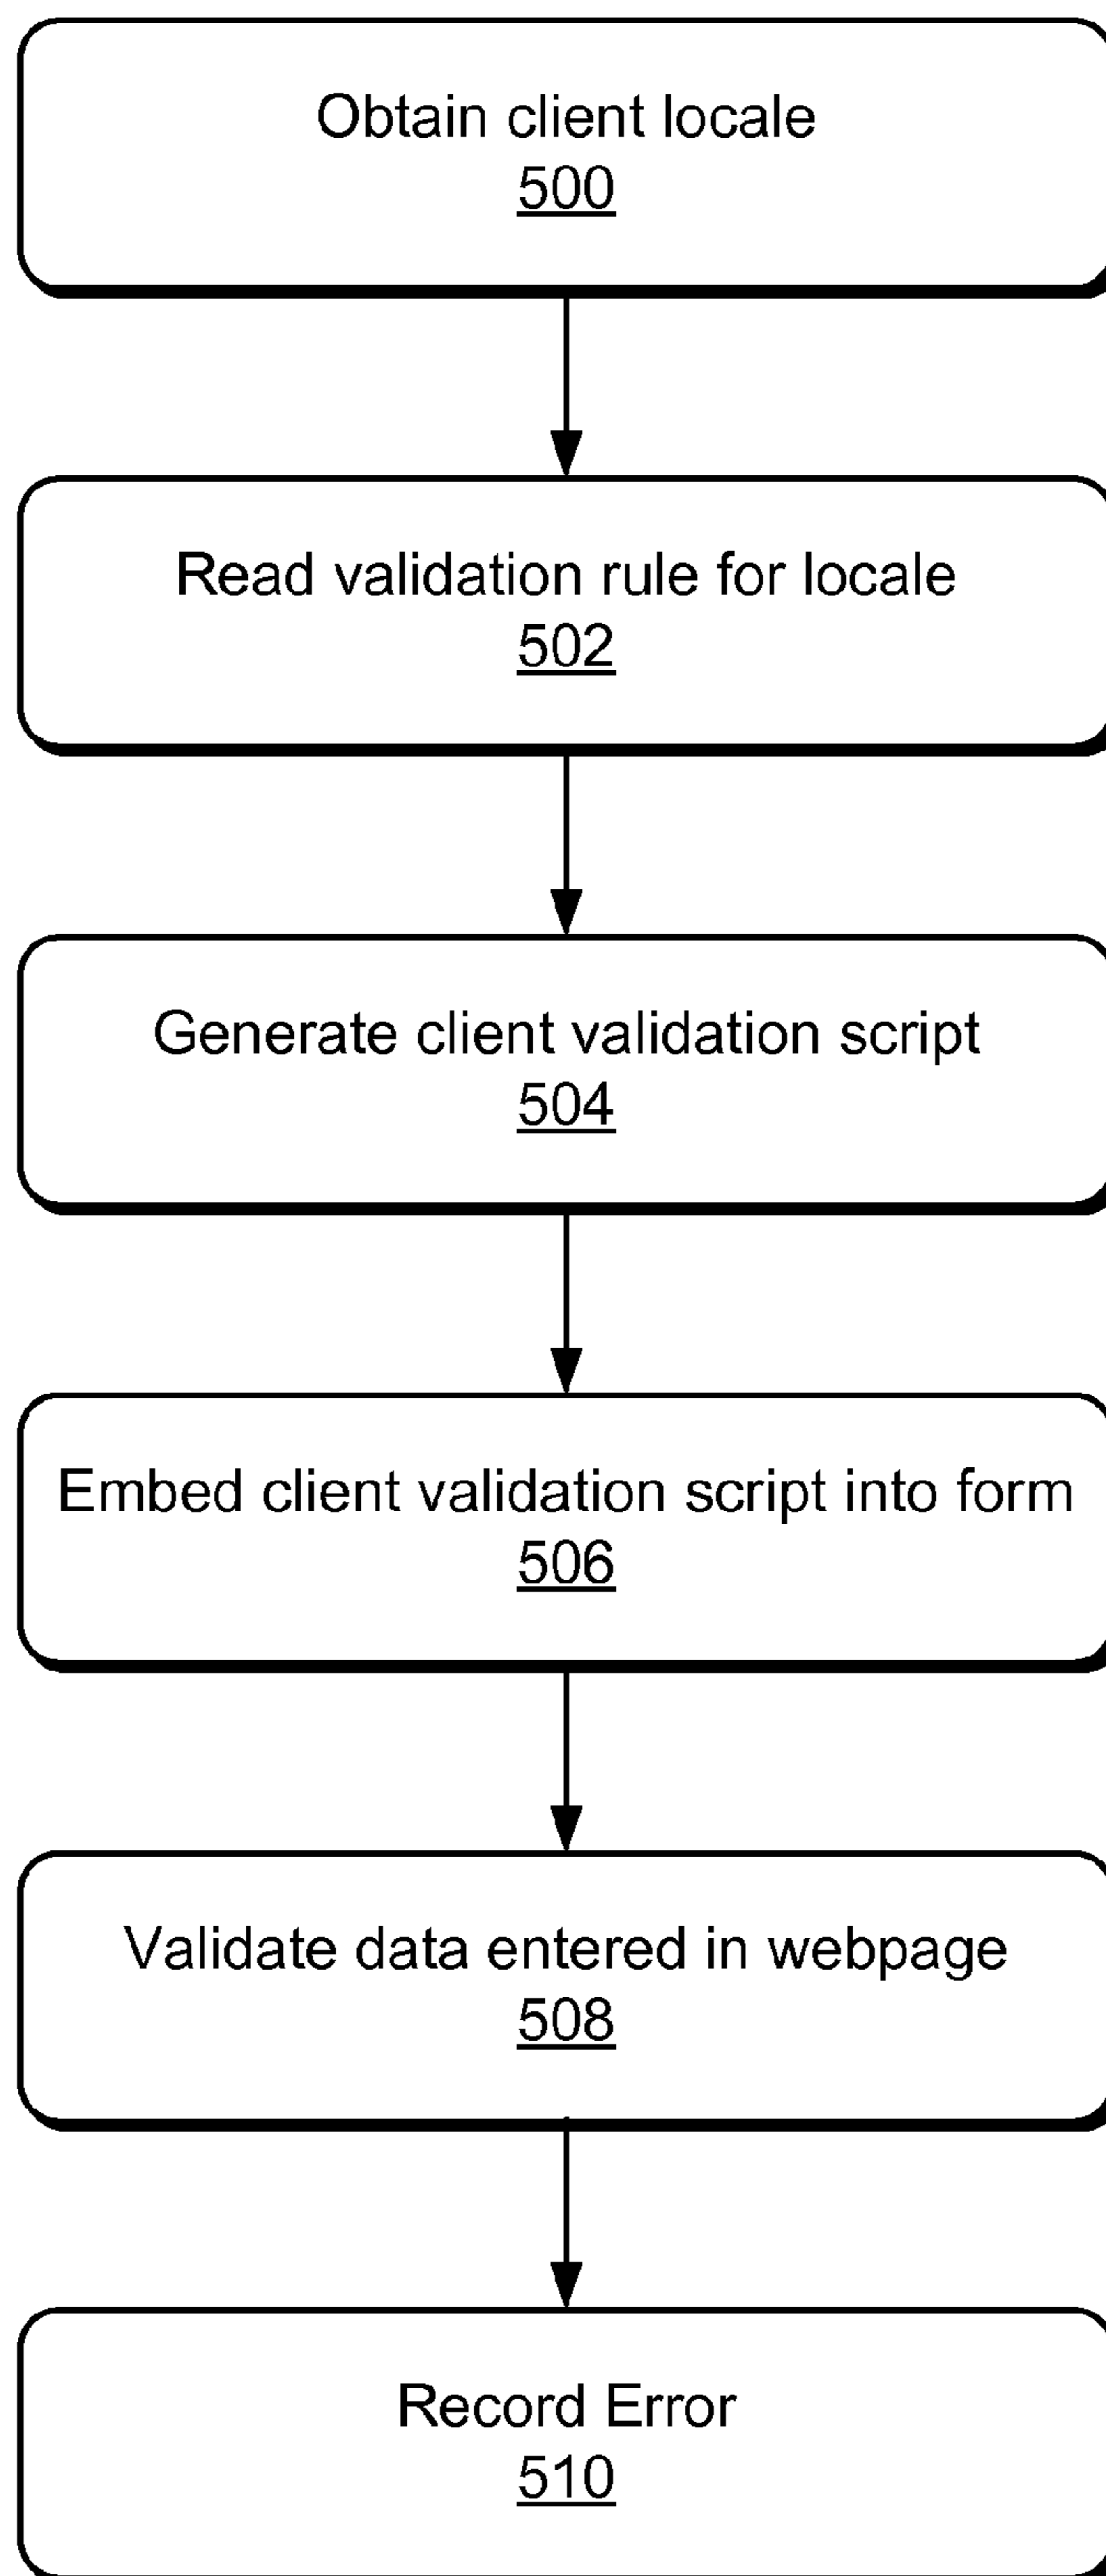 Obtain client locale
500
Read validation rule for locale
502
Generate client validation script
504
Embed client validation script into form
506
Validate data entered in webpage
508
Record Error
510